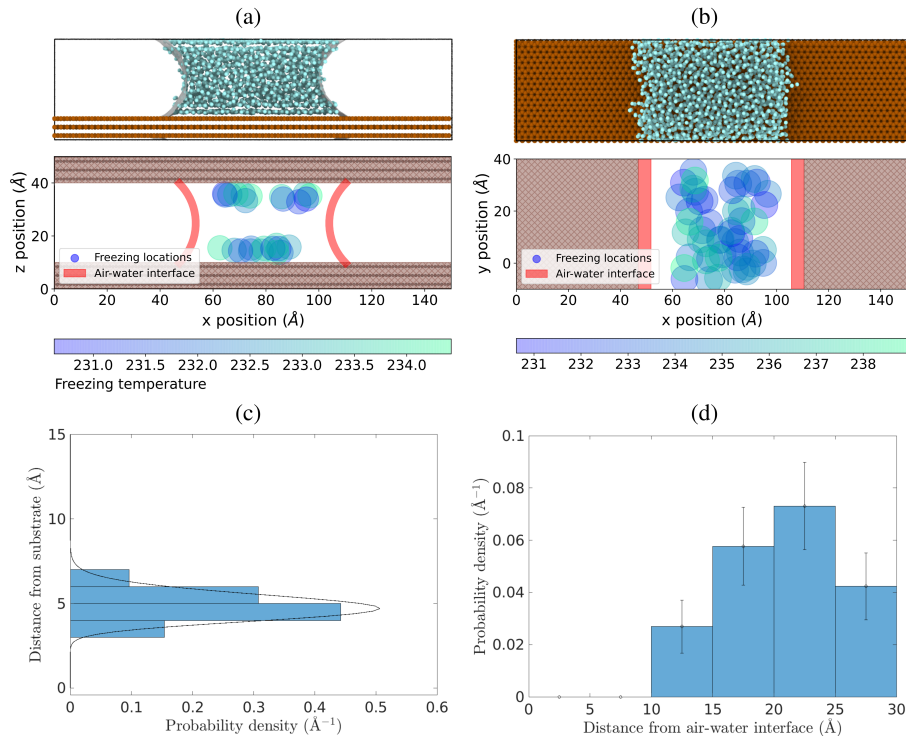 (a)
(b)
z position (Å)
40
20
0
Freezing locations
Air-water interface
0 20 40 60 80 100 120 140
x position (Å)
231.0 231.5 232.0 232.5 233.0 233.5 234.0
Freezing temperature
y position (Å)
40
30
20
10
0
Freezing locations
Air-water interface
0 20 40 60 80 100 120 140
x position (Å)
231 232 233 234 235 236 237 238
(c)
(d)
Distance from substrate (Å)
15
10
5
0
0 0.1 0.2 0.3 0.4 0.5 0.6
Probability density (Å⁻¹)
Probability density (Å⁻¹)
0.1
0.08
0.06
0.04
0.02
0
0 5 10 15 20 25 30
Distance from air-water interface (Å)